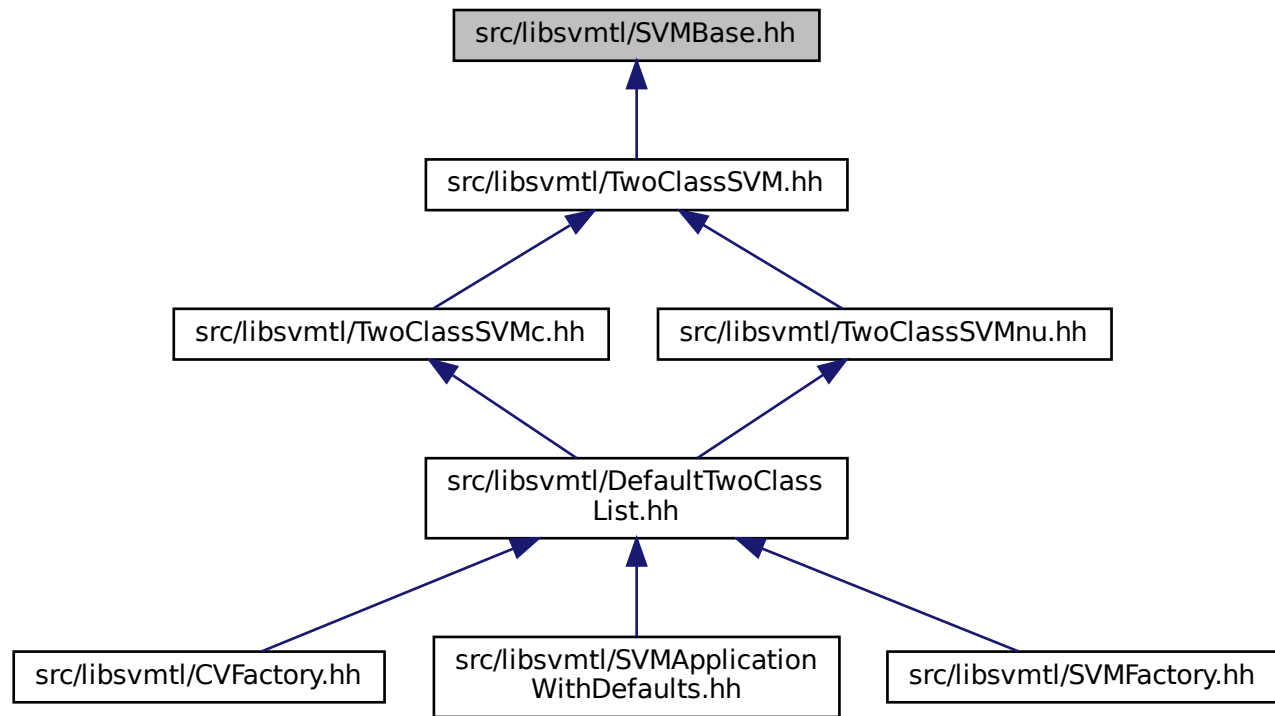 src/libsvmtl/SVMBase.hh
src/libsvmtl/TwoClassSVM.hh
src/libsvmtl/TwoClassSVMc.hh
src/libsvmtl/TwoClassSVMnu.hh
src/libsvmtl/DefaultTwoClass
List.hh
src/libsvmtl/CVFactory.hh
src/libsvmtl/SVMApplication
WithDefaults.hh
src/libsvmtl/SVMFactory.hh